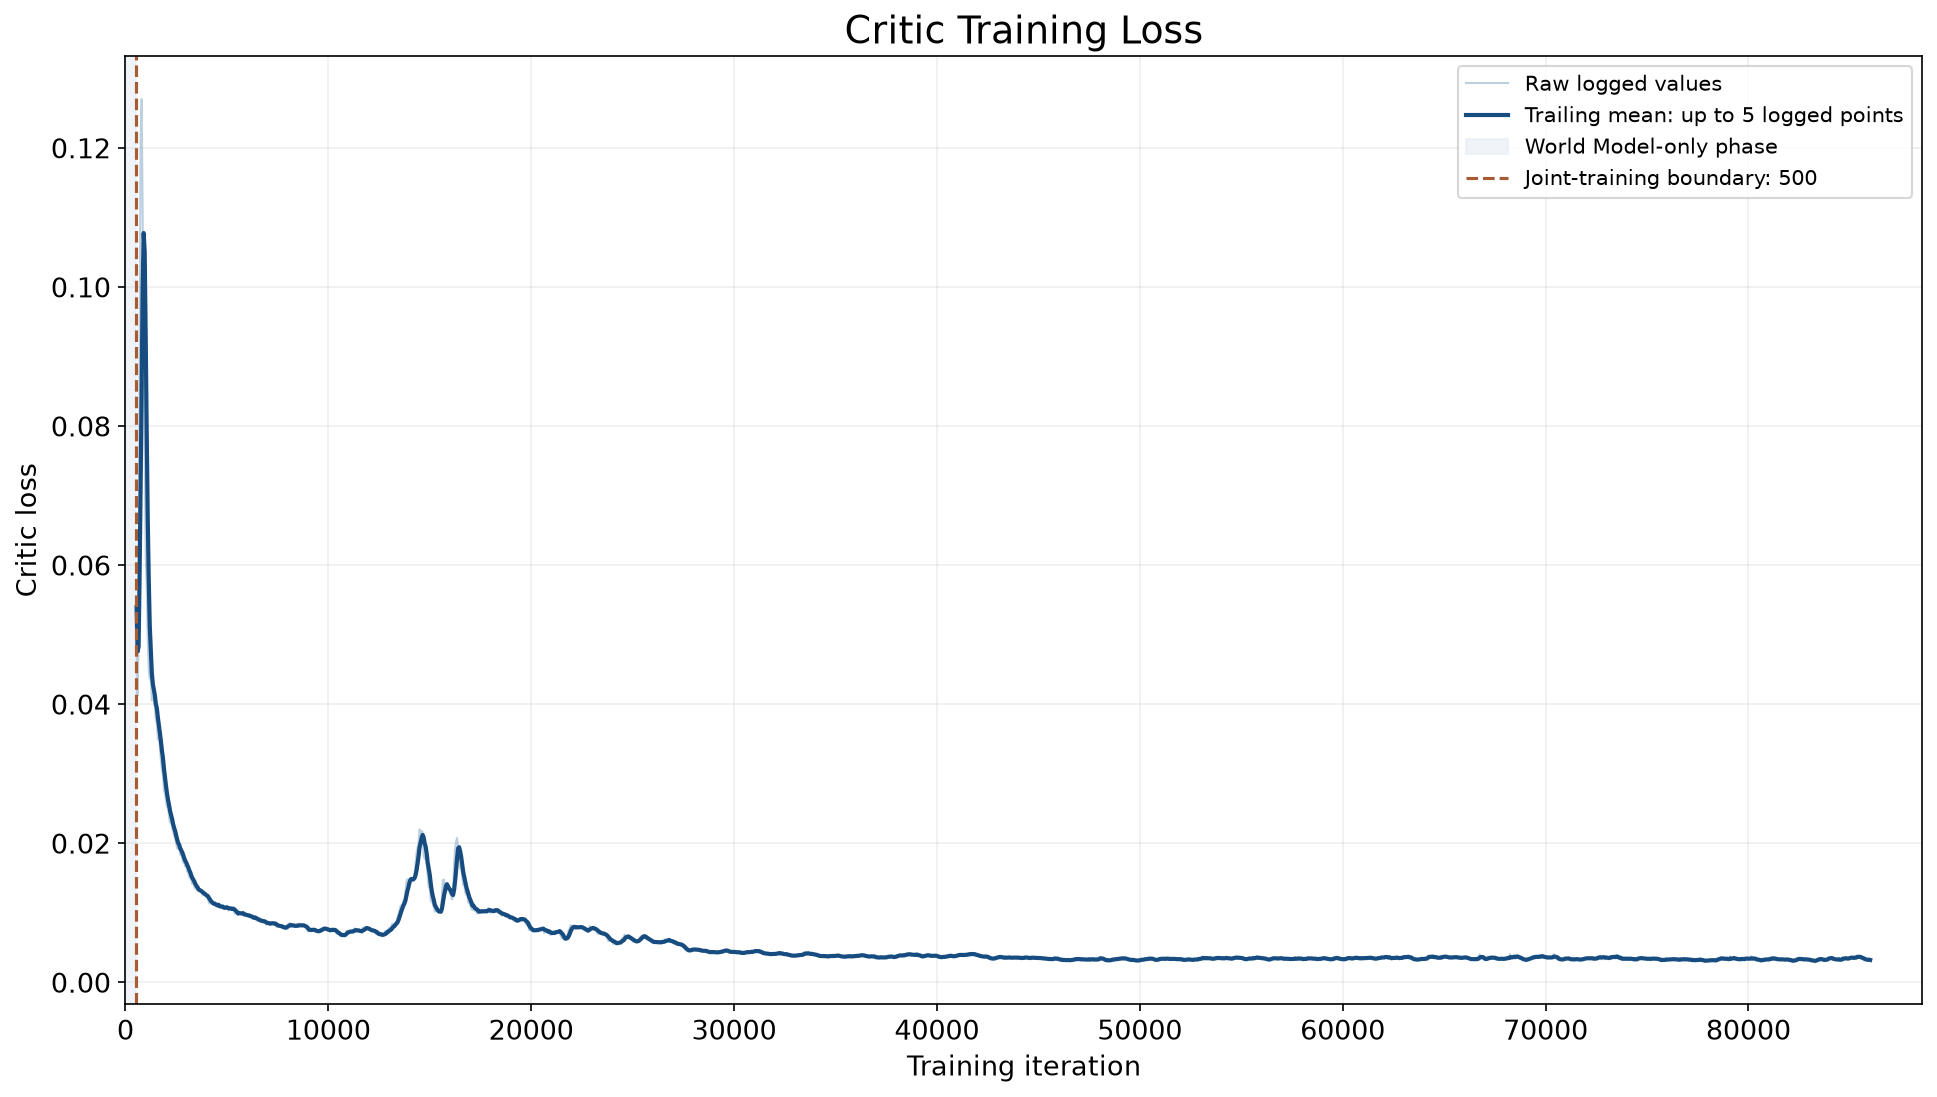 Critic Training Loss
Raw logged values
Trailing mean: up to 5 logged points
World Model-only phase
Joint-training boundary: 500
Critic loss
0.12
0.10
0.08
0.06
0.04
0.02
0.00
0 10000 20000 30000 40000 50000 60000 70000 80000
Training iteration